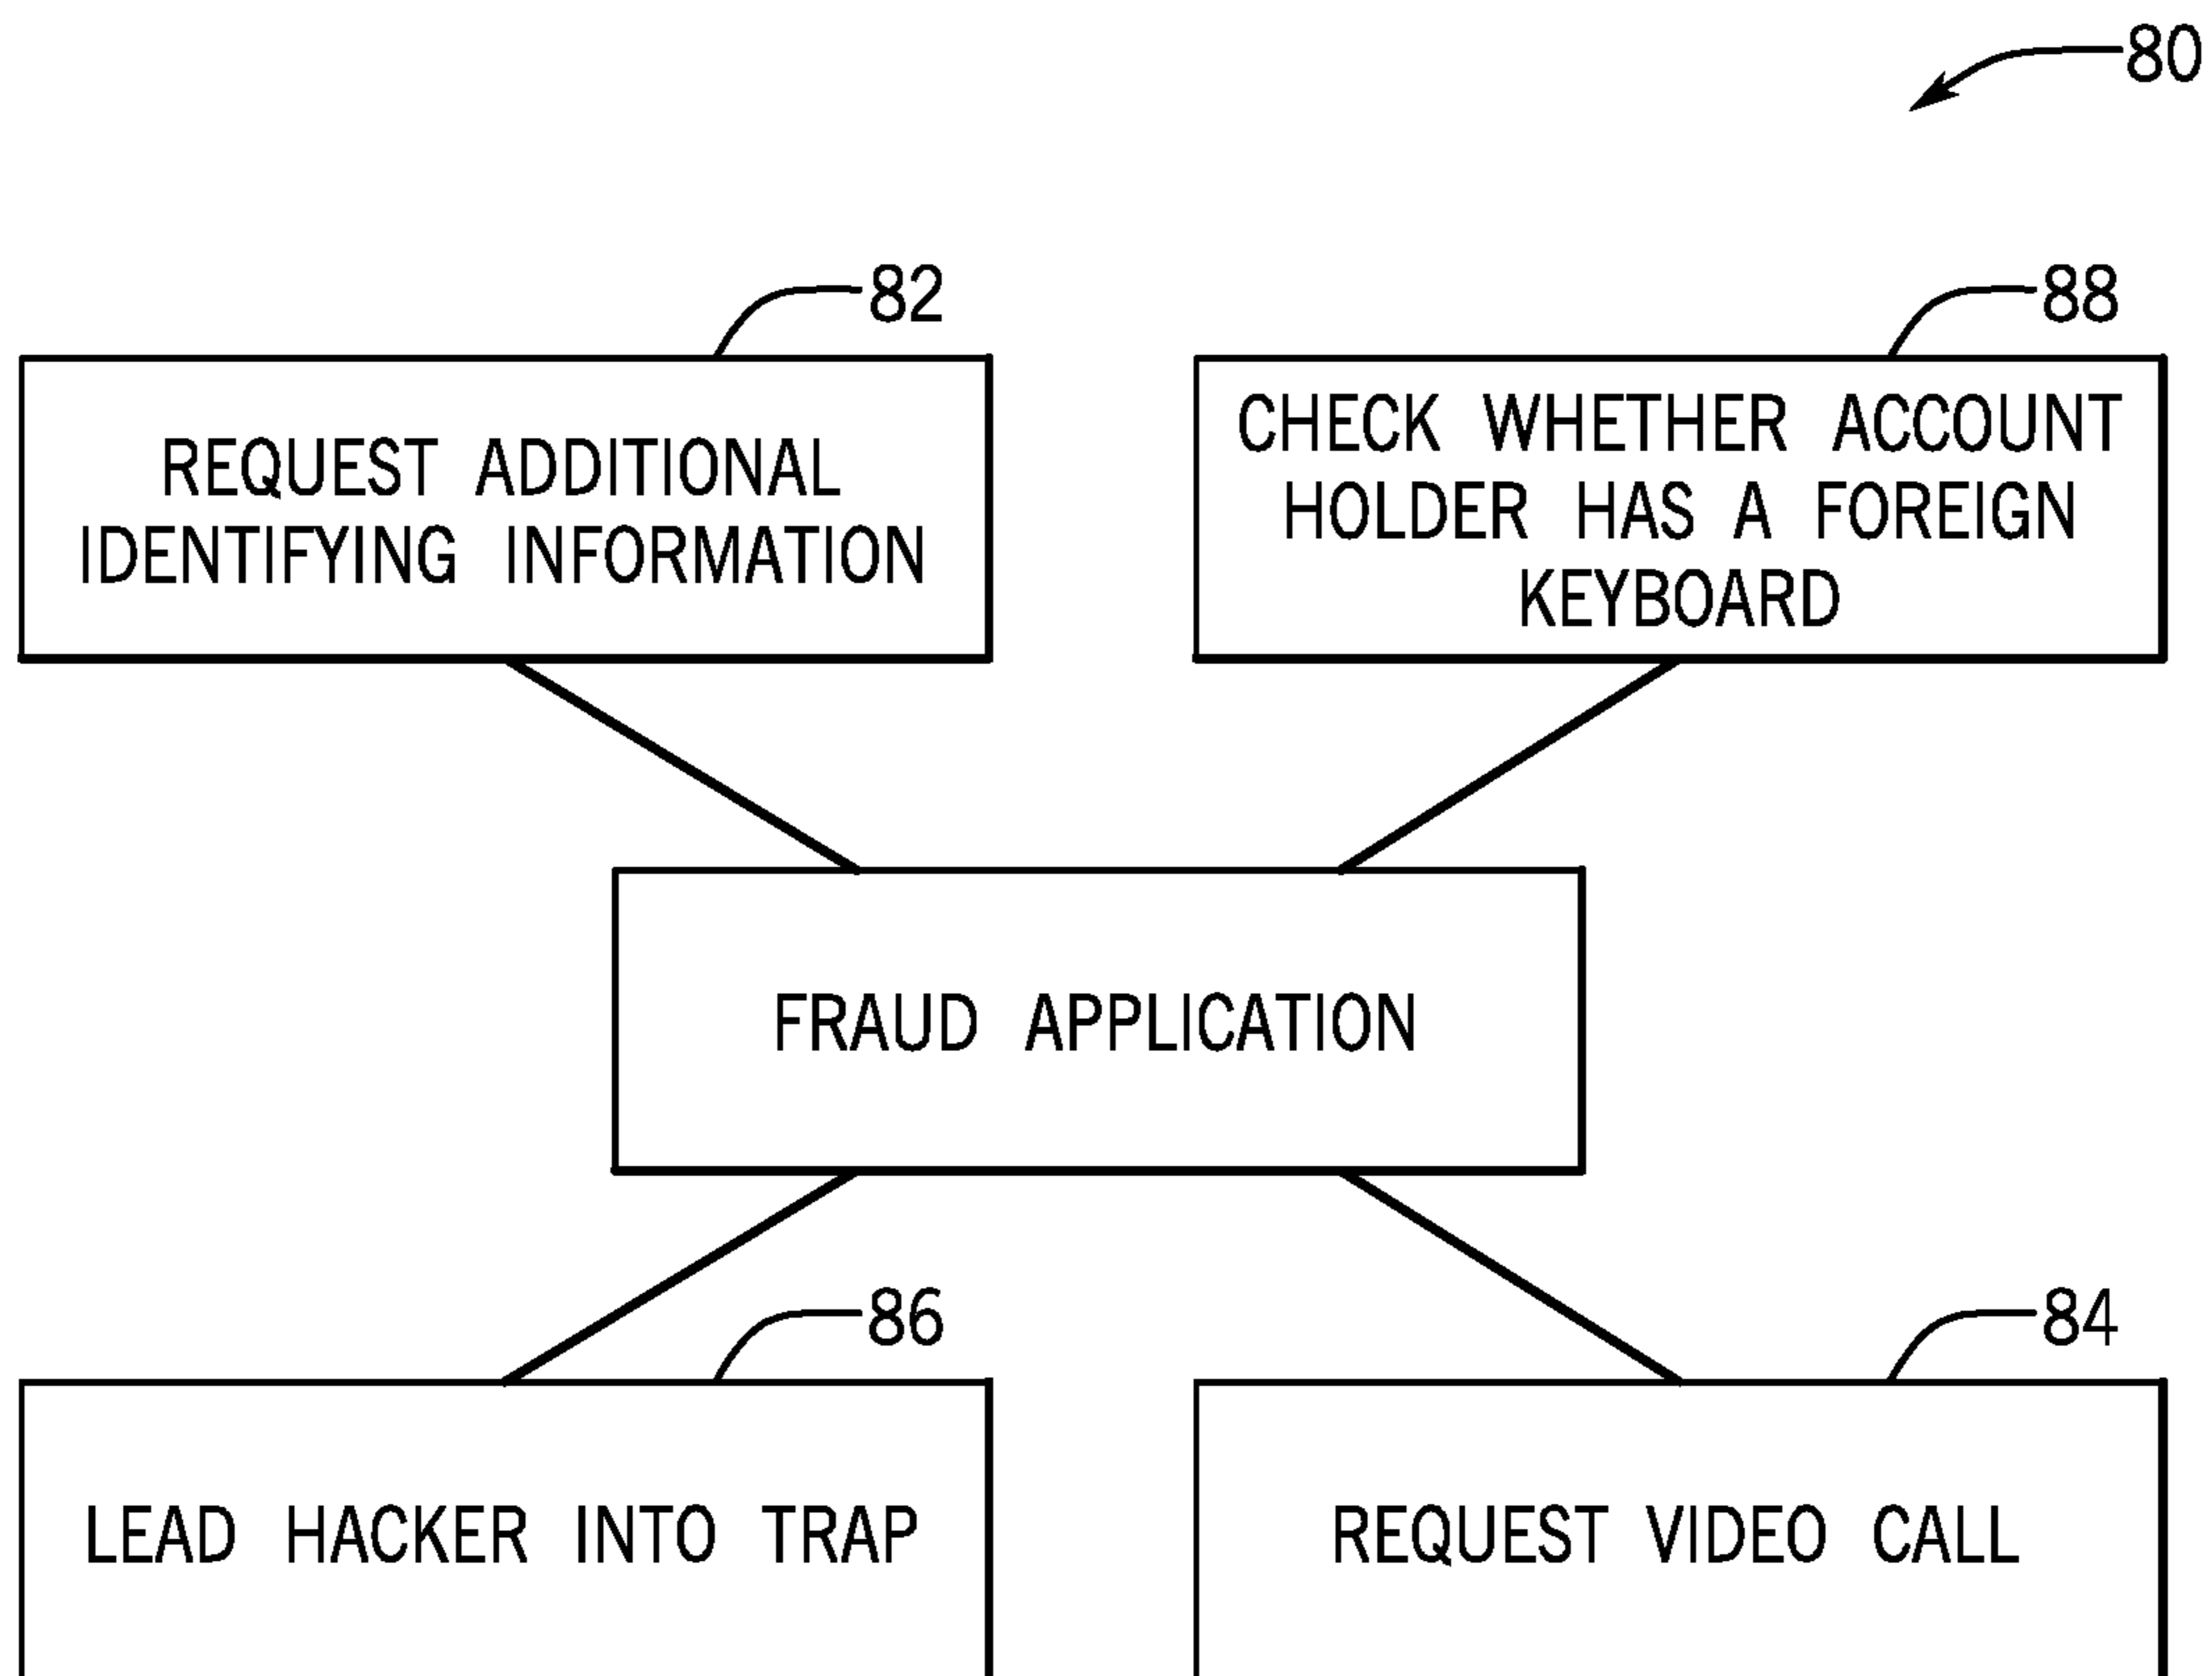 80
82
88
REQUEST ADDITIONAL
IDENTIFYING INFORMATION
CHECK WHETHER ACCOUNT
HOLDER HAS A FOREIGN
KEYBOARD
FRAUD APPLICATION
86
84
LEAD HACKER INTO TRAP
REQUEST VIDEO CALL